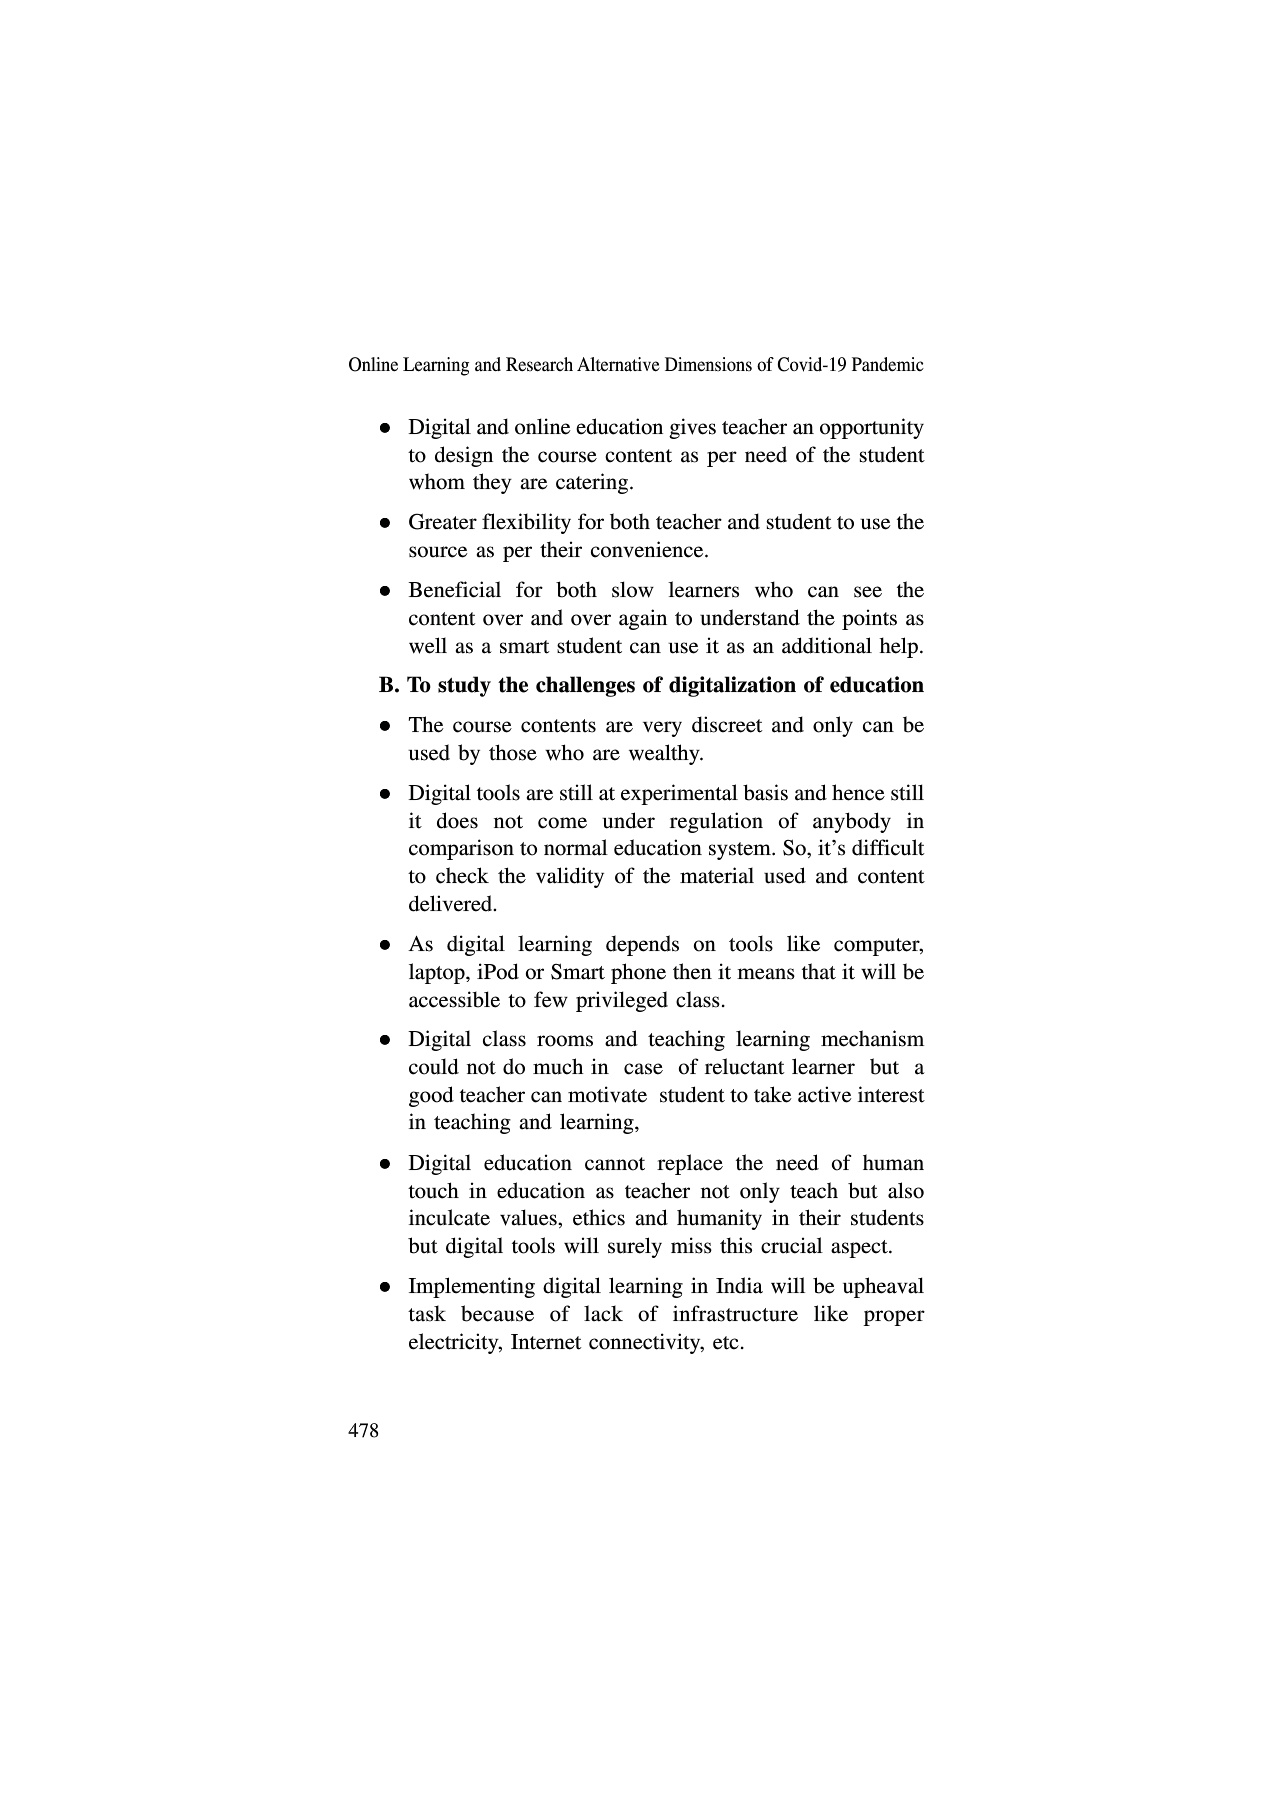 Online Learning and Research Alternative Dimensions of Covid-19 Pandemic
● Digital and online education gives teacher an opportunity
to design the course content as per need of the student
whom they are catering.
● Greater flexibility for both teacher and student to use the
source as per their convenience.
● Beneficial for both slow learners who can see the
content over and over again to understand the points as
well as a smart student can use it as an additional help.
B. To study the challenges of digitalization of education
● The course contents are very discreet and only can be
used by those who are wealthy.
● Digital tools are still at experimental basis and hence still
it does not come under regulation of anybody in
comparison to normal education system. So, it’s difficult
to check the validity of the material used and content
delivered.
● As digital learning depends on tools like computer,
laptop, iPod or Smart phone then it means that it will be
accessible to few privileged class.
● Digital class rooms and teaching learning mechanism
could not do much in case of reluctant learner but a
good teacher can motivate student to take active interest
in teaching and learning,
● Digital education cannot replace the need of human
touch in education as teacher not only teach but also
inculcate values, ethics and humanity in their students
but digital tools will surely miss this crucial aspect.
● Implementing digital learning in India will be upheaval
task because of lack of infrastructure like proper
electricity, Internet connectivity, etc.
478